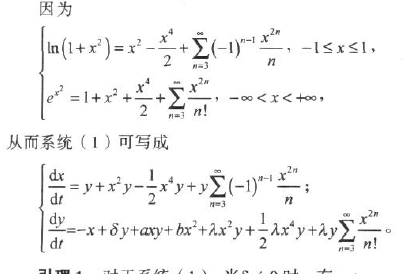 因为
ln(1+x²)=x²-x⁴/2+∑_{n=3}^{∞}(-1)^{n-1} x^{2n}/n, -1≤x≤1,
e^{x²}=1+x²+x⁴/2+∑_{n=3}^{∞} x^{2n}/n!, -∞<x<+∞,
从而系统(1)可写成
dx/dt=y+x²y-1/2 x⁴y+y∑_{n=3}^{∞}(-1)^{n-1} x^{2n}/n;
dy/dt=-x+δy+axy+bx²+λx²y+1/2 λx⁴y+λy∑_{n=3}^{∞} x^{2n}/n!。